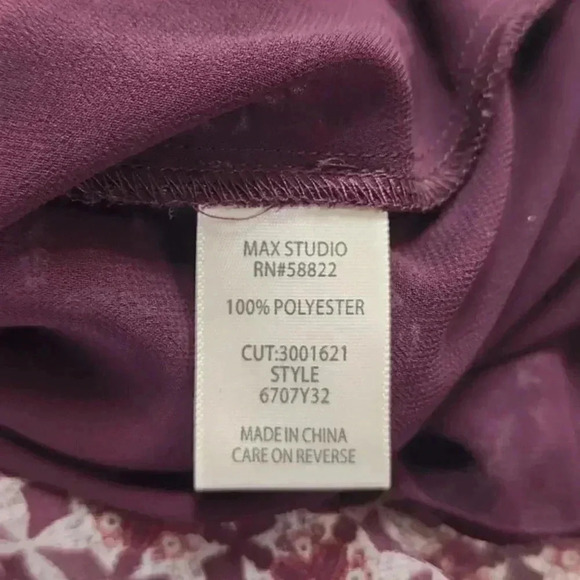 MAX STUDIO
RN#58822
100% POLYESTER
CUT:3001621
STYLE
6707Y32
MADE IN CHINA
CARE ON REVERSE